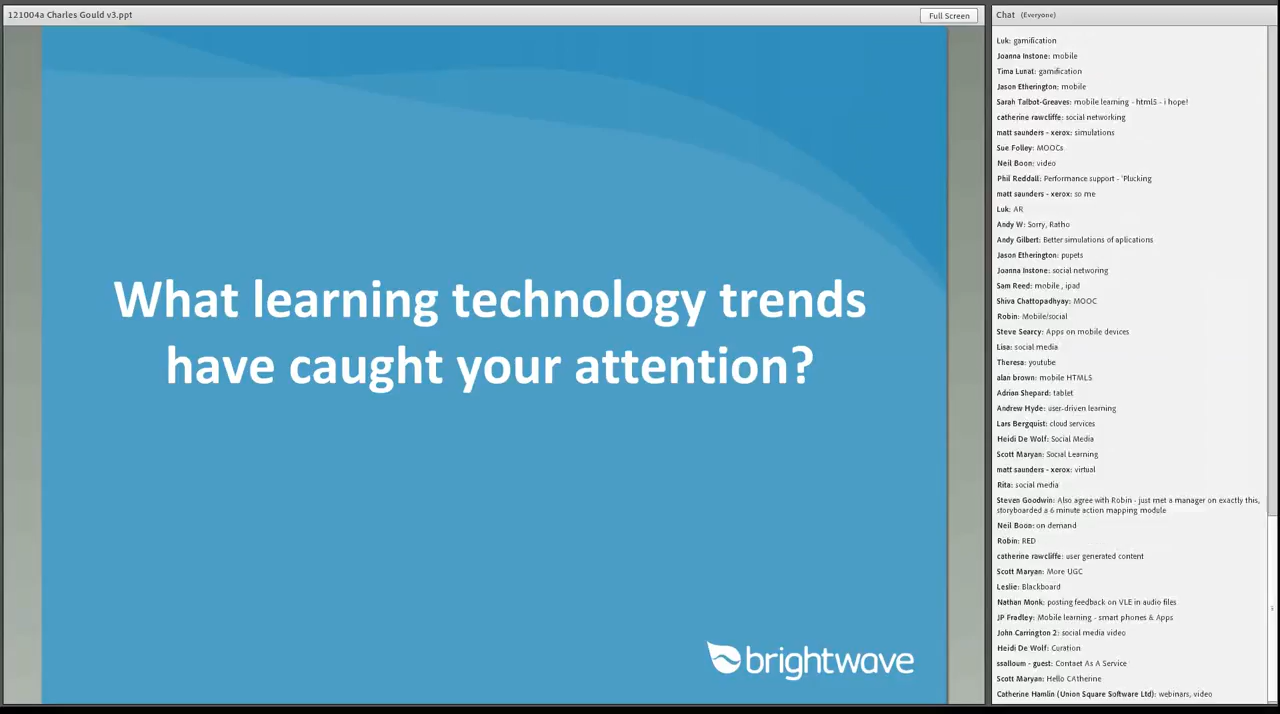 121004a Charles Gould v3.ppt
Full Screen
What learning technology trends
have caught your attention?
brightwave
Chat (Everyone)
Luk: gamification
Joanna Instone: mobile
Tima Lunat: gamification
Jason Etherington: mobile
Sarah Talbot-Greaves: mobile learning - html5 - i hope!
catherine rawcliffe: social networking
matt saunders - xerox: simulations
Sue Folley: MOOCs
Neil Boon: video
Phil Reddall: Performance support - 'Plucking
matt saunders - xerox: so me
Luk: AR
Andy W: Sorry, Ratho
Andy Gilbert: Better simulations of aplications
Jason Etherington: pupets
Joanna Instone: social networing
Sam Reed: mobile , ipad
Shiva Chattopadhyay: MOOC
Robin: Mobile/social
Steve Searcy: Apps on mobile devices
Lisa: social media
Theresa: youtube
alan brown: mobile HTML5
Adrian Shepard: tablet
Andrew Hyde: user-driven learning
Lars Bergquist: cloud services
Heidi De Wolf: Social Media
Scott Maryan: Social Learning
matt saunders - xerox: virtual
Rita: social media
Steven Goodwin: Also agree with Robin - just met a manager on exactly this,
storyboarded a 6 minute action mapping module
Neil Boon: on demand
Robin: RED
catherine rawcliffe: user generated content
Scott Maryan: More UGC
Leslie: Blackboard
Nathan Monk: posting feedback on VLE in audio files
JP Fradley: Mobile learning - smart phones & Apps
John Carrington 2: social media video
Heidi De Wolf: Curation
ssalloum - guest: Contact As A Service
Scott Maryan: Hello CAtherine
Catherine Hamlin (Union Square Software Ltd): webinars, video